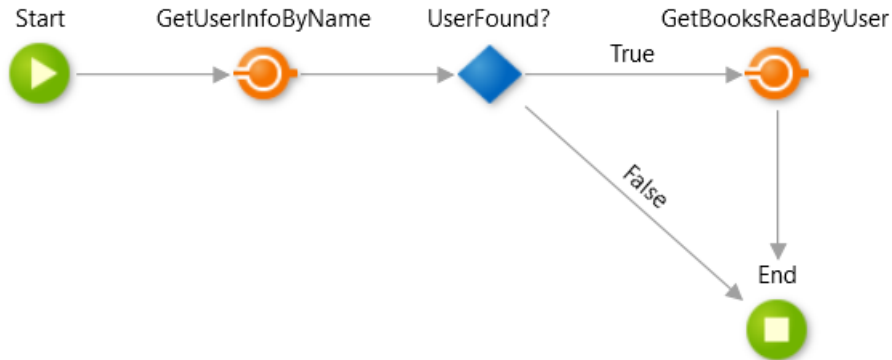 Start
GetUserInfoByName
UserFound?
GetBooksReadByUser
True
False
End